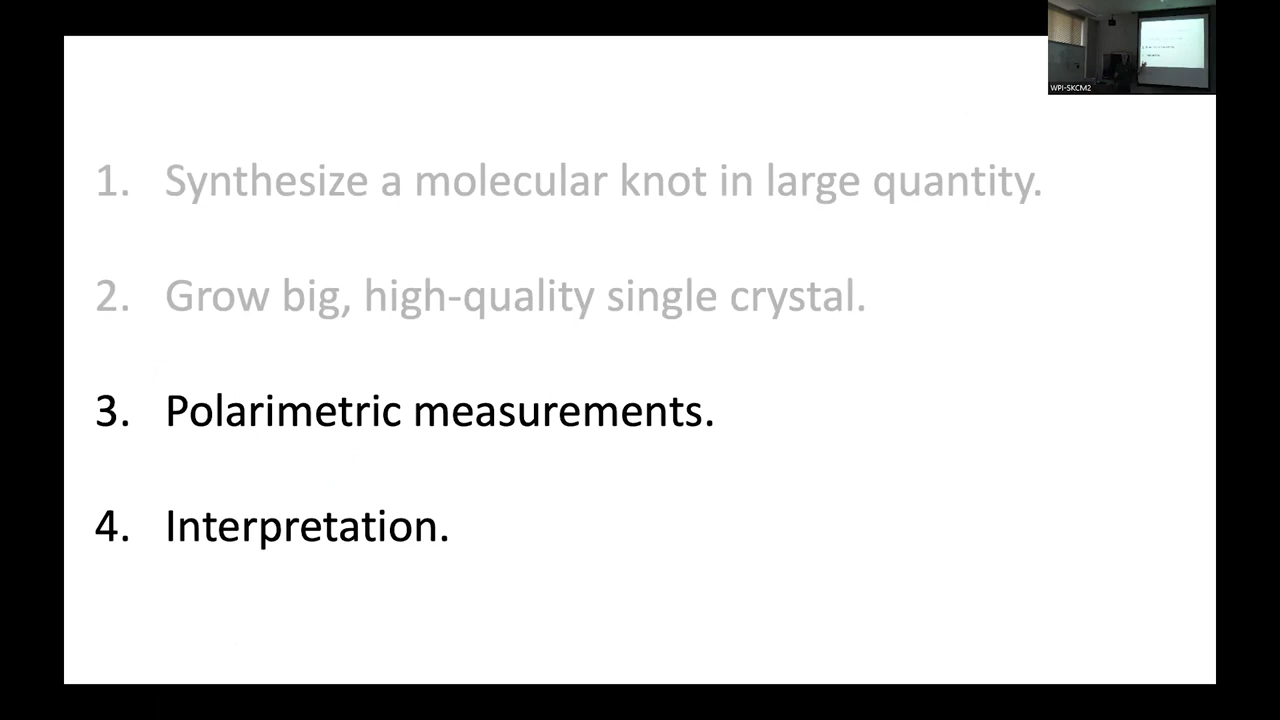 WPI-SKCM2
1. Synthesize a molecular knot in large quantity.
2. Grow big, high-quality single crystal.
3. Polarimetric measurements.
4. Interpretation.